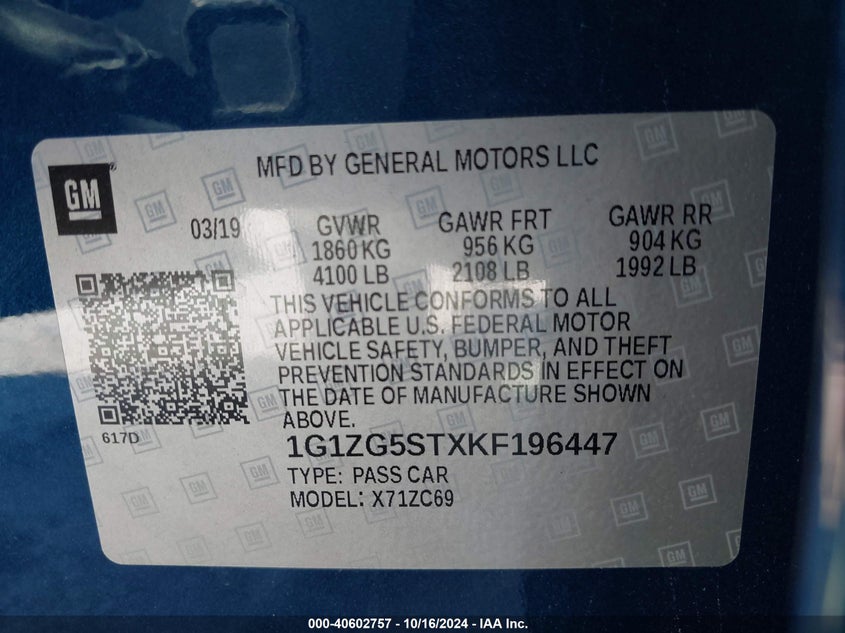 MFD BY GENERAL MOTORS LLC
GM
03/19 GVWR GAWR FRT GAWR RR
1860 KG 956 KG 904 KG
4100 LB 2108 LB 1992 LB
THIS VEHICLE CONFORMS TO ALL
APPLICABLE U.S. FEDERAL MOTOR
VEHICLE SAFETY, BUMPER, AND THEFT
PREVENTION STANDARDS IN EFFECT ON
THE DATE OF MANUFACTURE SHOWN
ABOVE.
617D
1G1ZG5STXKF196447
TYPE: PASS CAR
MODEL: X71ZC69
000-40602757 - 10/16/2024 - IAA Inc.